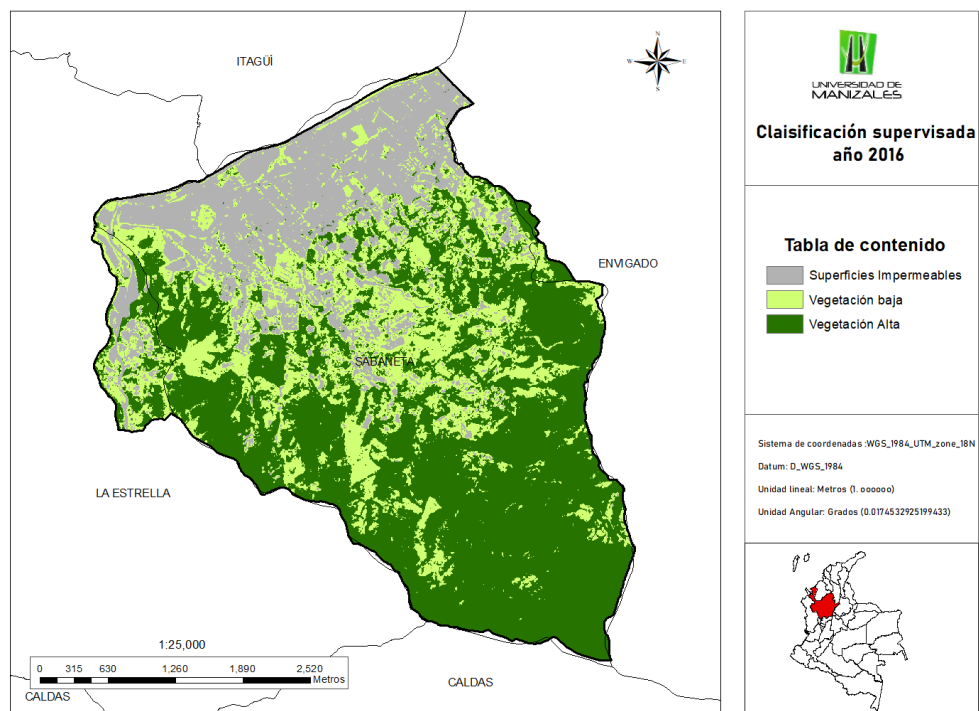 ITAGÜÍ
N
W
E
S
ENVIGADO
SABANETA
LA ESTRELLA
CALDAS
CALDAS
1:25,000
0 315 630 1,260 1,890 2,520
Metros
UNIVERSIDAD DE
MANIZALES
Claisificación supervisada
año 2016
Tabla de contenido
Superficies Impermeables
Vegetación baja
Vegetación Alta
Sistema de coordenadas :WGS_1984_UTM_zone_18N
Datum: D_WGS_1984
Unidad lineal: Metros (1. oooooo)
Unidad Angular: Grados (0.0174532925199433)